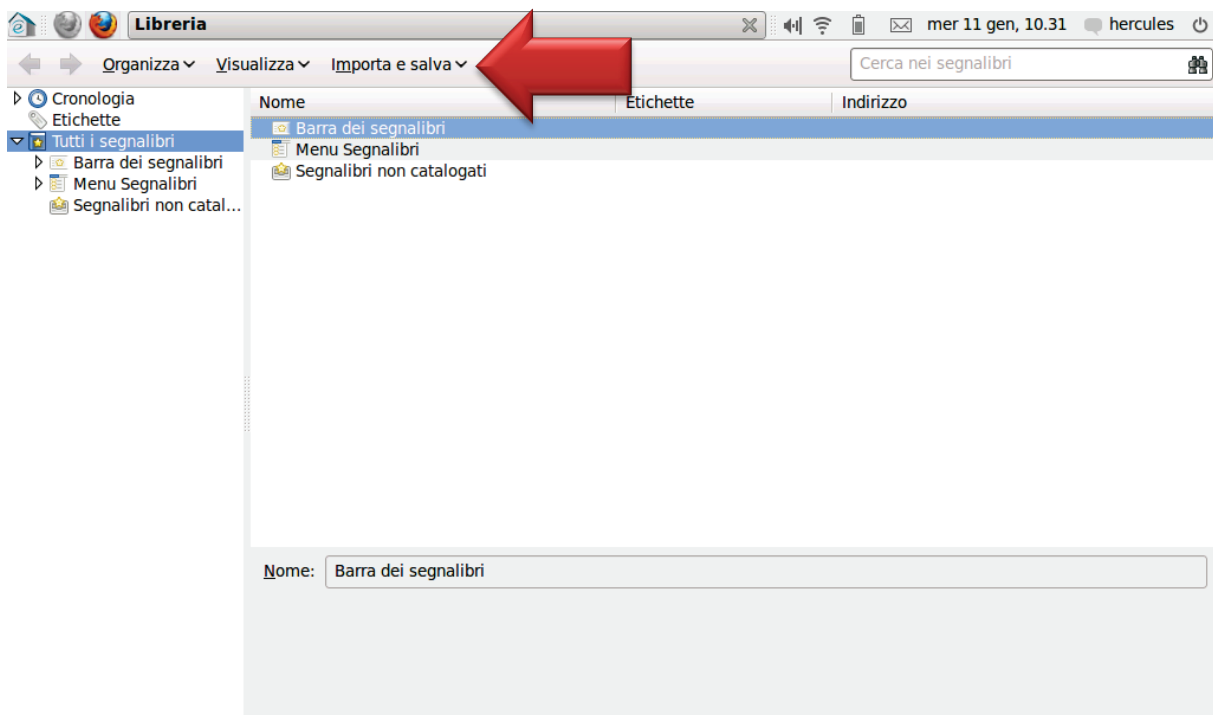 Libreria
mer 11 gen, 10.31 hercules
Organizza Visualizza Importa e salva
Cerca nei segnalibri
Cronologia
Etichette
Tutti i segnalibri
Barra dei segnalibri
Menu Segnalibri
Segnalibri non catal...
Nome Etichette Indirizzo
Barra dei segnalibri
Menu Segnalibri
Segnalibri non catalogati
Nome: Barra dei segnalibri